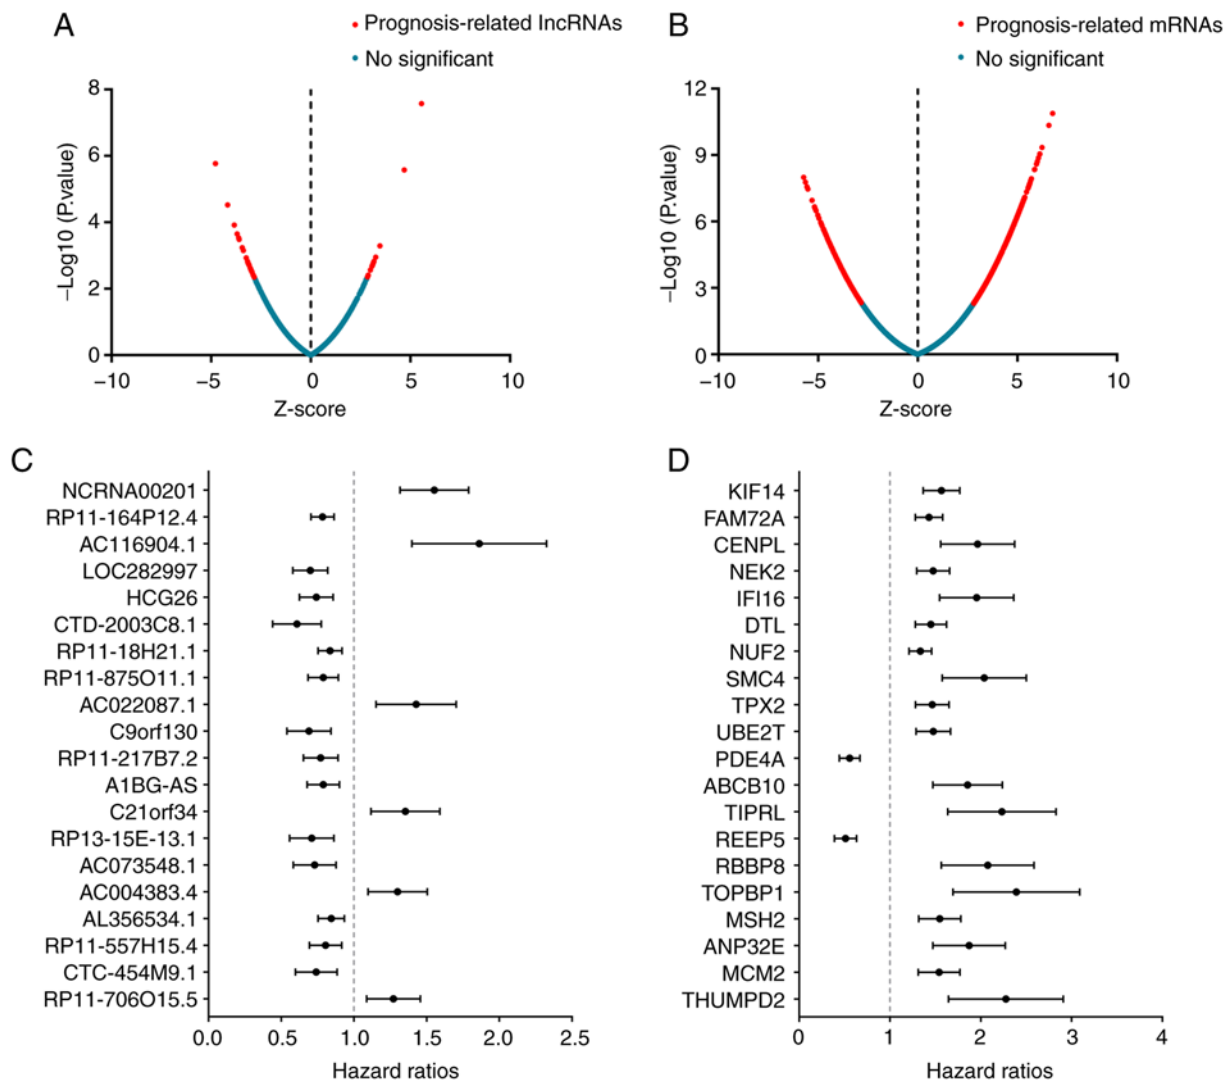 A
Prognosis-related lncRNAs
No significant
8
6
4
2
0
−Log10 (P.value)
−10
−5
0
5
10
Z-score
B
Prognosis-related mRNAs
No significant
12
9
6
3
0
−Log10 (P.value)
−10
−5
0
5
10
Z-score
C
NCRNA00201
RP11-164P12.4
AC116904.1
LOC282997
HCG26
CTD-2003C8.1
RP11-18H21.1
RP11-875O11.1
AC022087.1
C9orf130
RP11-217B7.2
A1BG-AS
C21orf34
RP13-15E-13.1
AC073548.1
AC004383.4
AL356534.1
RP11-557H15.4
CTC-454M9.1
RP11-706O15.5
0.0
0.5
1.0
1.5
2.0
2.5
Hazard ratios
D
KIF14
FAM72A
CENPL
NEK2
IFI16
DTL
NUF2
SMC4
TPX2
UBE2T
PDE4A
ABCB10
TIPRL
REEP5
RBBP8
TOPBP1
MSH2
ANP32E
MCM2
THUMPD2
0
1
2
3
4
Hazard ratios